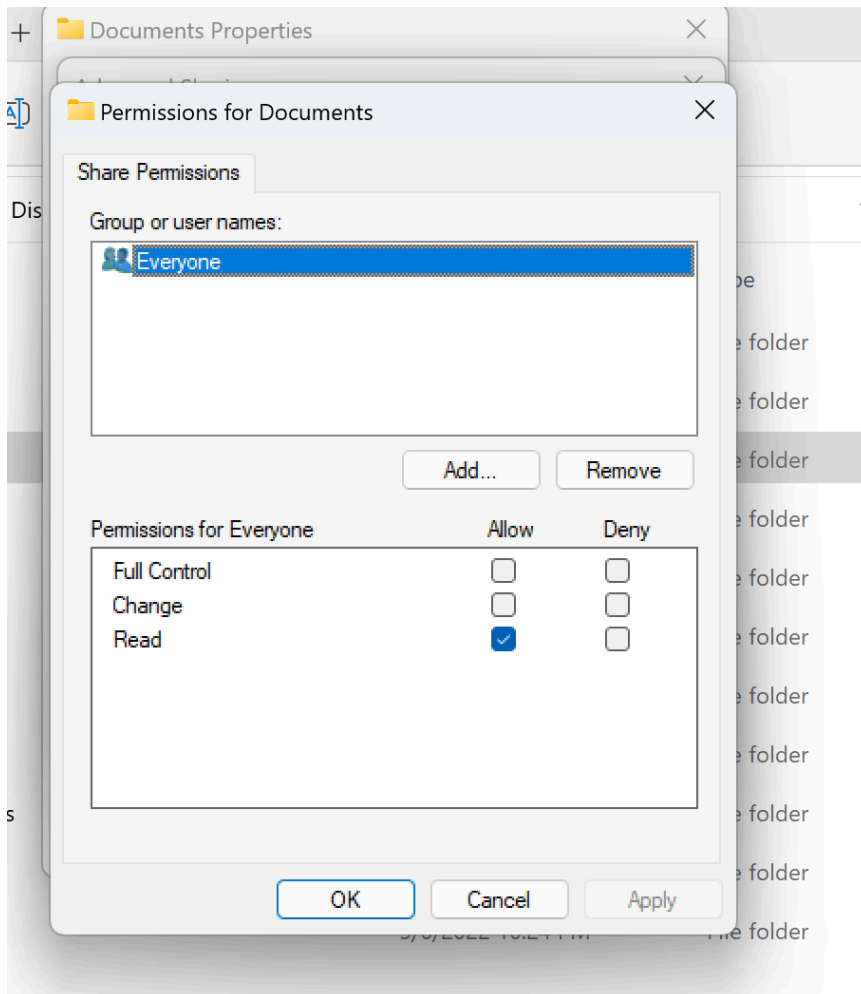 Documents Properties
Permissions for Documents
Share Permissions
Dis
Group or user names:
Everyone
pe
e folder
e folder
Add...
Remove
e folder
Permissions for Everyone
Allow
Deny
e folder
Full Control
e folder
Change
Read
e folder
e folder
e folder
s
e folder
e folder
OK
Cancel
Apply
File folder